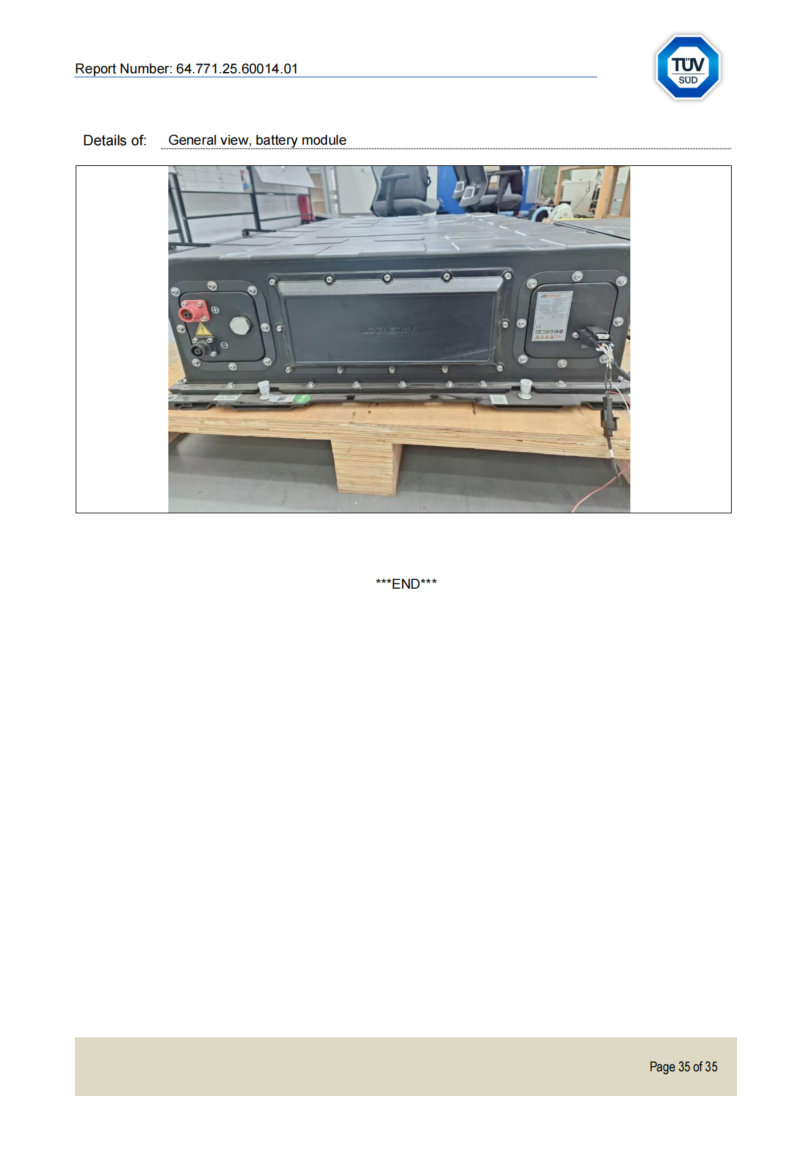 Report Number: 64.771.25.60014.01
TÜV
SÜD
Details of: General view, battery module
***END***
Page 35 of 35